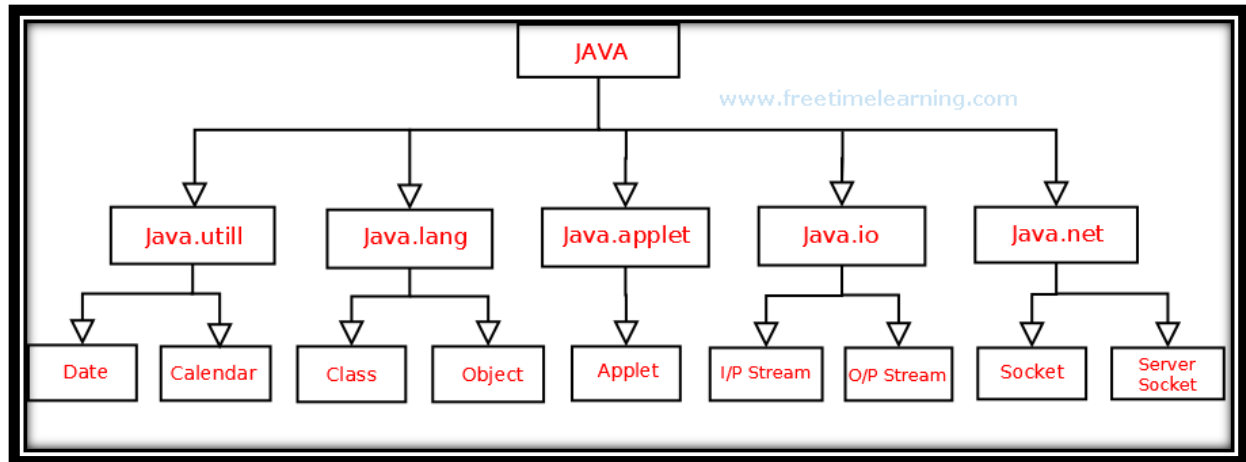 JAVA
www.freetimelearning.com
Java.utill
Java.lang
Java.applet
Java.io
Java.net
Date
Calendar
Class
Object
Applet
I/P Stream
O/P Stream
Socket
Server
Socket